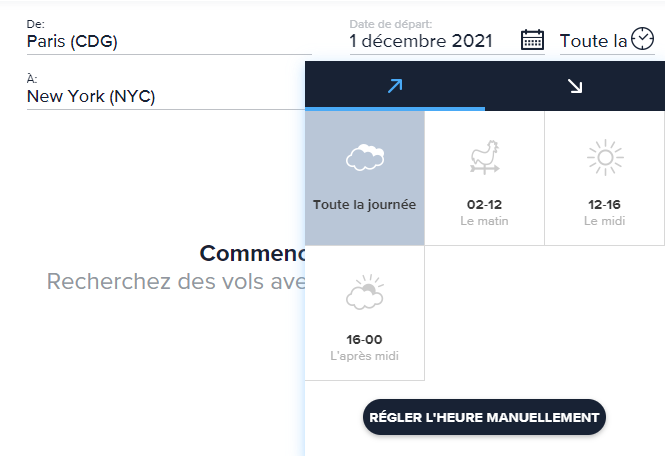 De:
Paris (CDG)
Date de départ:
1 décembre 2021
Toute la
À:
New York (NYC)
Toute la journée
02-12
Le matin
12-16
Le midi
Commenc
Recherchez des vols ave
16-00
L'après midi
RÉGLER L'HEURE MANUELLEMENT